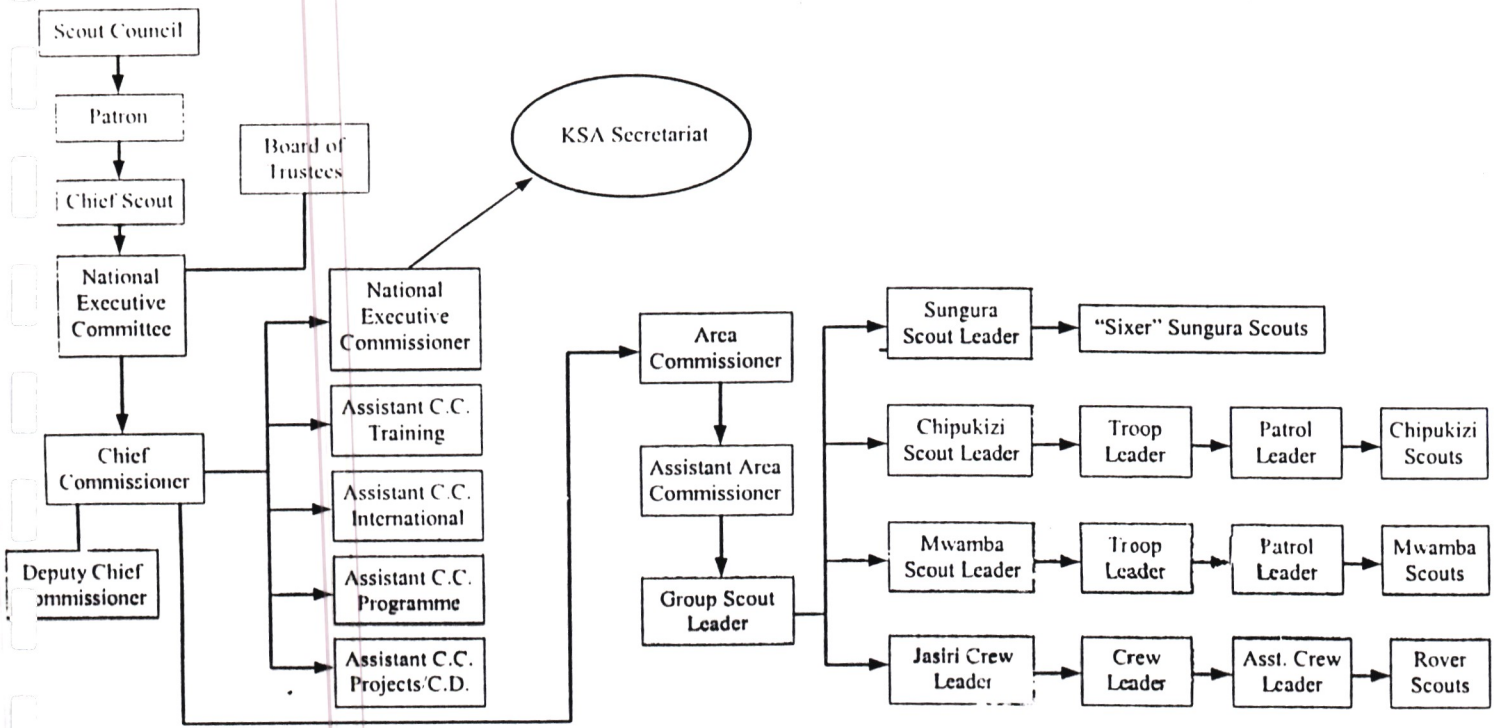 Scout Council
Patron
Chief Scout
National
Executive
Committee
Board of
Trustees
KSA Secretariat
Chief
Commissioner
Deputy Chief
Commissioner
National
Executive
Commissioner
Assistant C.C.
Training
Assistant C.C.
International
Assistant C.C.
Programme
Assistant C.C.
Projects/C.D.
Area
Commissioner
Assistant Area
Commissioner
Group Scout
Leader
Sungura
Scout Leader
“Sixer” Sungura Scouts
Chipukizi
Scout Leader
Troop
Leader
Patrol
Leader
Chipukizi
Scouts
Mwamba
Scout Leader
Troop
Leader
Patrol
Leader
Mwamba
Scouts
Jasiri Crew
Leader
Crew
Leader
Asst. Crew
Leader
Rover
Scouts